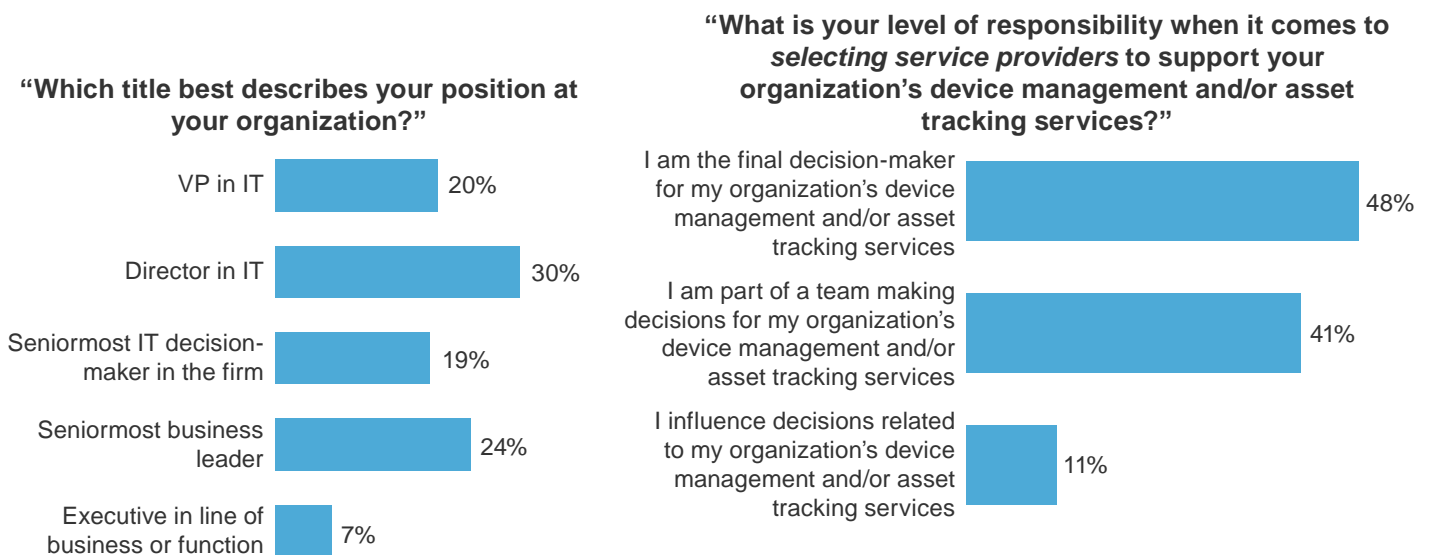 “Which title best describes your position at
your organization?”
VP in IT
20%
Director in IT
30%
Seniormost IT decision-
maker in the firm
19%
Seniormost business
leader
24%
Executive in line of
business or function
7%
“What is your level of responsibility when it comes to
selecting service providers to support your
organization’s device management and/or asset
tracking services?”
I am the final decision-maker
for my organization’s device
management and/or asset
tracking services
48%
I am part of a team making
decisions for my organization’s
device management and/or
asset tracking services
41%
I influence decisions related
to my organization’s device
management and/or asset
tracking services
11%